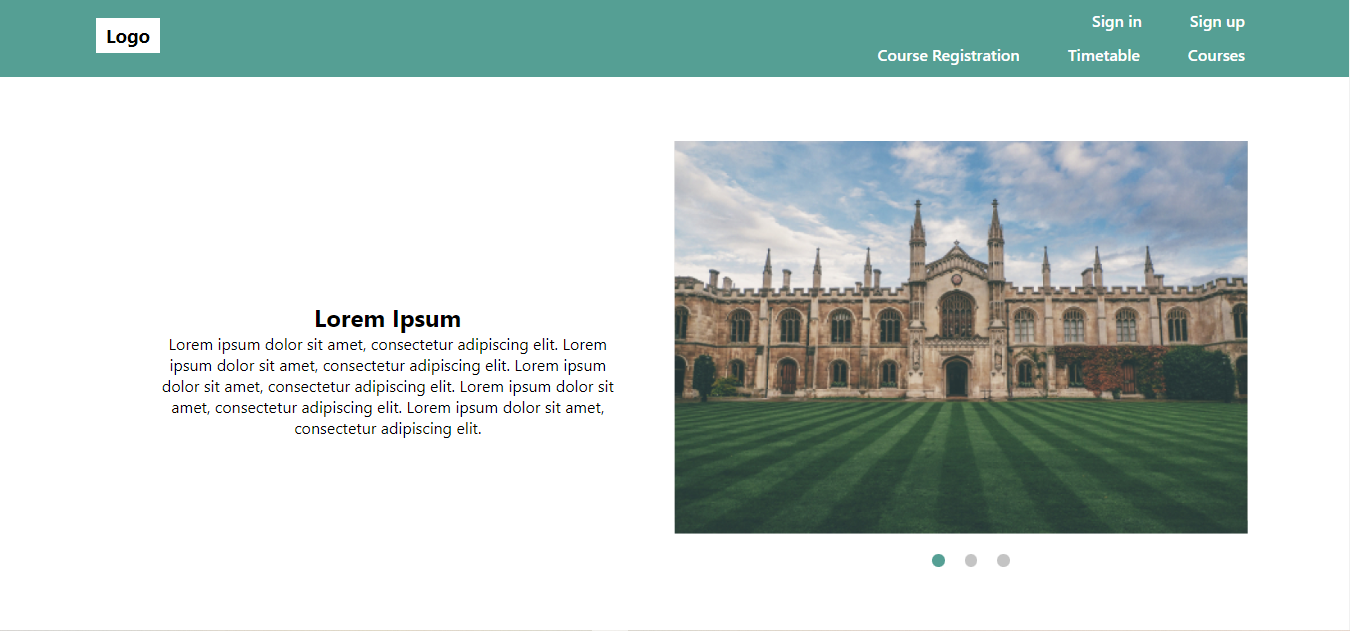 Logo
Sign in Sign up
Course Registration Timetable Courses
Lorem Ipsum
Lorem ipsum dolor sit amet, consectetur adipiscing elit. Lorem
ipsum dolor sit amet, consectetur adipiscing elit. Lorem ipsum
dolor sit amet, consectetur adipiscing elit. Lorem ipsum dolor sit
amet, consectetur adipiscing elit. Lorem ipsum dolor sit amet,
consectetur adipiscing elit.